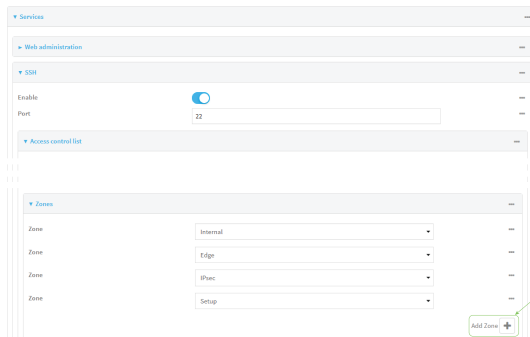 Services
Web administration
SSH
Enable
Port 22
Access control list
Zones
Zone Internal
Zone Edge
Zone IPsec
Zone Setup
Add Zone